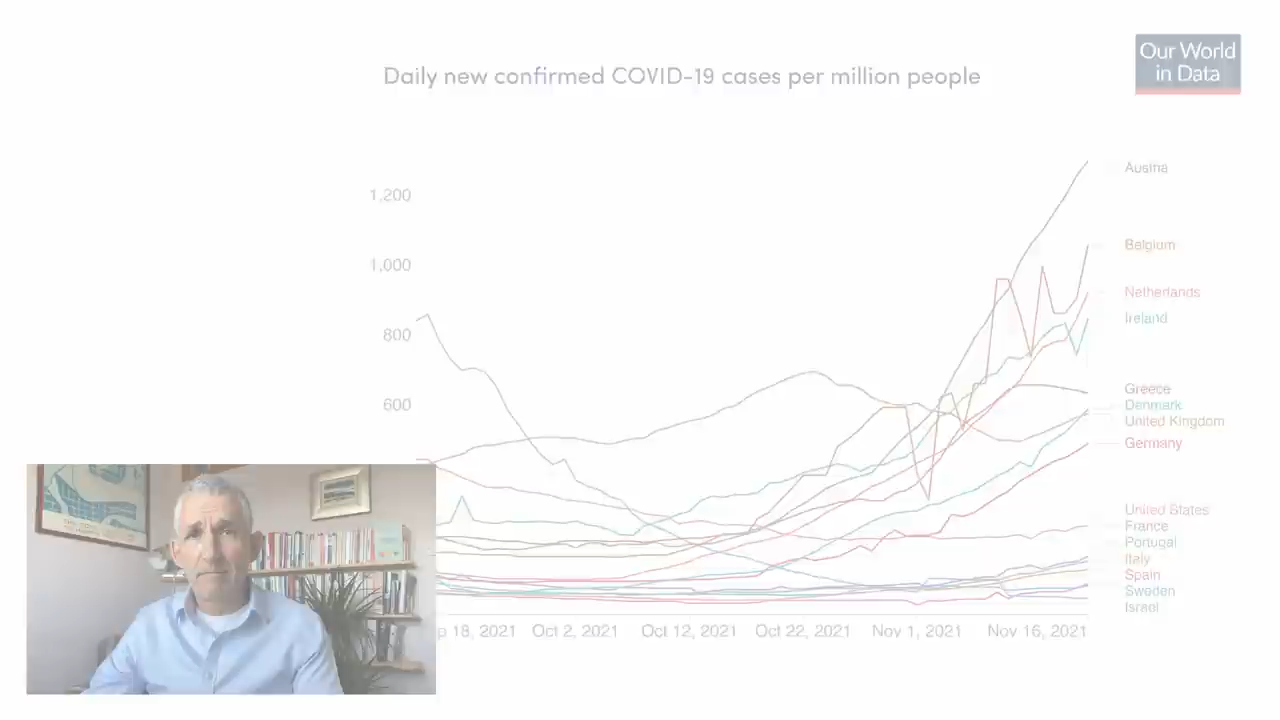 Our World
in Data
Daily new confirmed COVID-19 cases per million people
1,200
1,000
800
600
Austria
Belgium
Netherlands
Ireland
Greece
Denmark
United Kingdom
Germany
United States
France
Portugal
Italy
Spain
Sweden
Israel
p 18, 2021
Oct 2, 2021
Oct 12, 2021
Oct 22, 2021
Nov 1, 2021
Nov 16, 2021